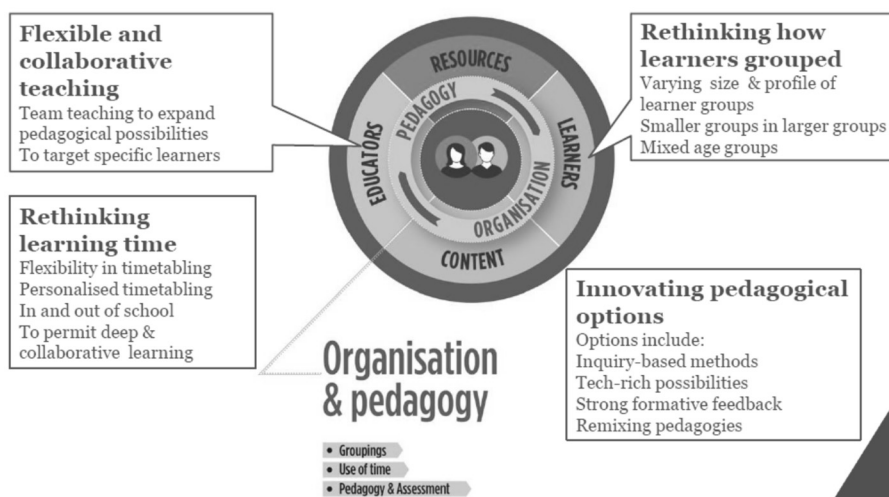 Flexible and
collaborative
teaching
Team teaching to expand
pedagogical possibilities
To target specific learners
Rethinking
learning time
Flexibility in timetabling
Personalised timetabling
In and out of school
To permit deep &
collaborative learning
RESOURCES
PEDAGOGY
EDUCATORS
LEARNERS
ORGANISATION
CONTENT
Organisation
& pedagogy
• Groupings
• Use of time
• Pedagogy & Assessment
Rethinking how
learners grouped
Varying size & profile of
learner groups
Smaller groups in larger groups
Mixed age groups
Innovating pedagogical
options
Options include:
Inquiry-based methods
Tech-rich possibilities
Strong formative feedback
Remixing pedagogies